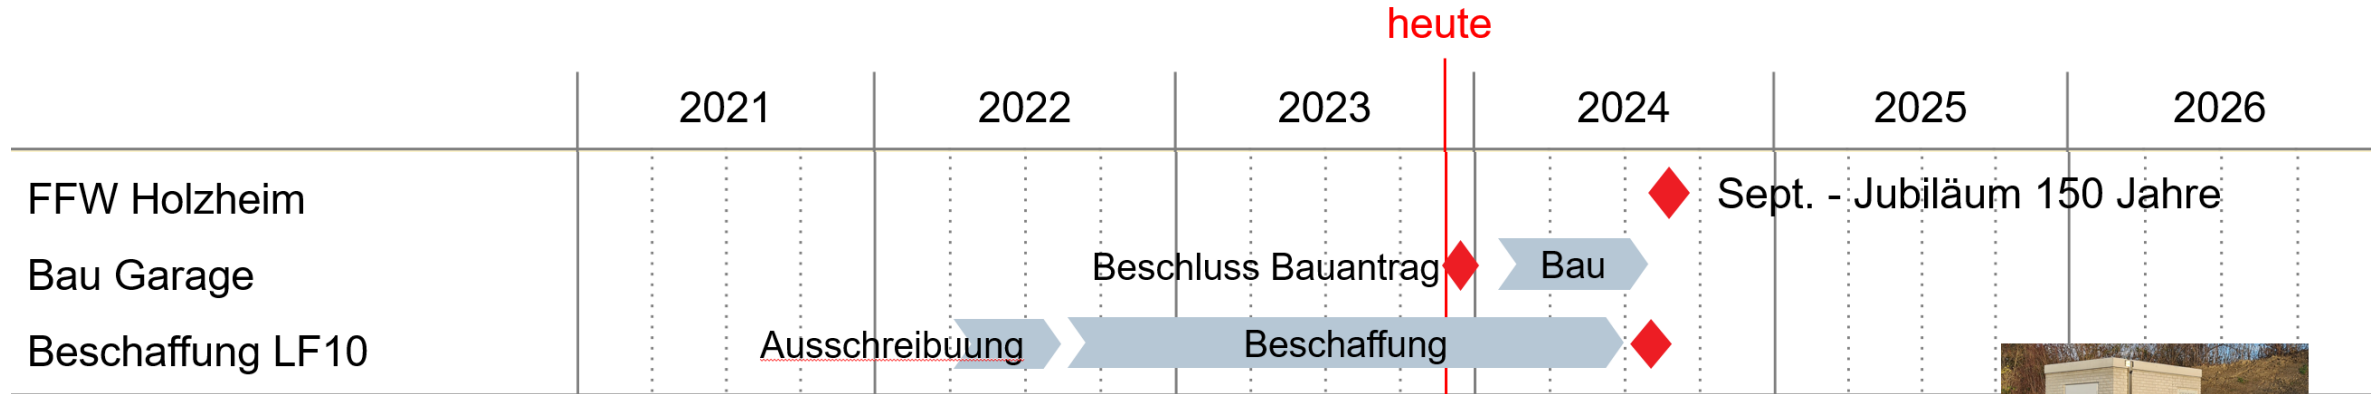 heute
2021 2022 2023 2024 2025 2026
FFW Holzheim Sept. - Jubiläum 150 Jahre
Bau Garage Beschluss Bauantrag Bau
Beschaffung LF10 Ausschreibuung Beschaffung